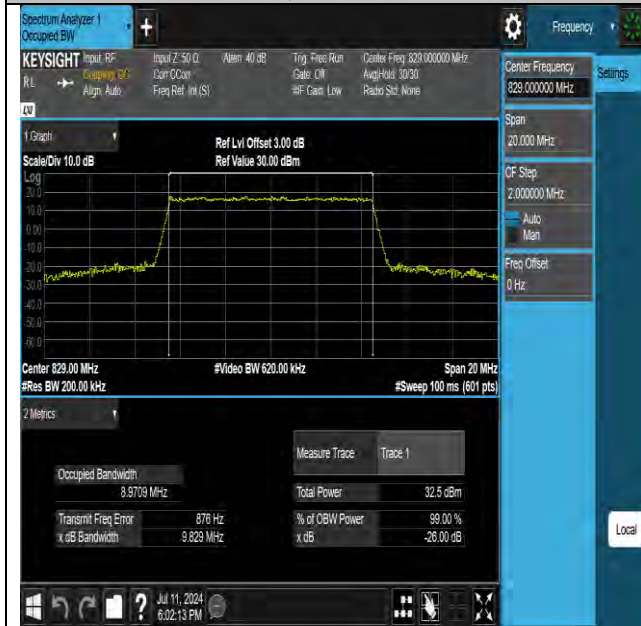 Spectrum Analyzer 1
Occupied BW
Frequency
KEYSIGHT
RL
Input: RF
Coupling: DC
Align: Auto
Input Z: 50 Ω
Corr CCorr
Freq Ref: Int (S)
Atten: 40 dB
Trig: Free Run
Gate: Off
#IF Gain: Low
Center Freq: 829.000000 MHz
Avg|Hold: 30/30
Radio Std: None
Center Frequency
829.000000 MHz
Settings
Span
20.000 MHz
CF Step
2.000000 MHz
Auto
Man
Freq Offset
0 Hz
1 Graph
Scale/Div 10.0 dB
Ref Lvl Offset 3.00 dB
Ref Value 30.00 dBm
Log
20.0
10.0
0.00
-10.0
-20.0
-30.0
-40.0
-50.0
-60.0
Center 829.00 MHz
#Video BW 620.00 kHz
Span 20 MHz
#Res BW 200.00 kHz
#Sweep 100 ms (601 pts)
2 Metrics
Measure Trace
Trace 1
Occupied Bandwidth
8.9709 MHz
Total Power
32.5 dBm
Transmit Freq Error
876 Hz
% of OBW Power
99.00 %
x dB Bandwidth
9.829 MHz
x dB
-26.00 dB
Local
?
Jul 11, 2024
6:02:13 PM